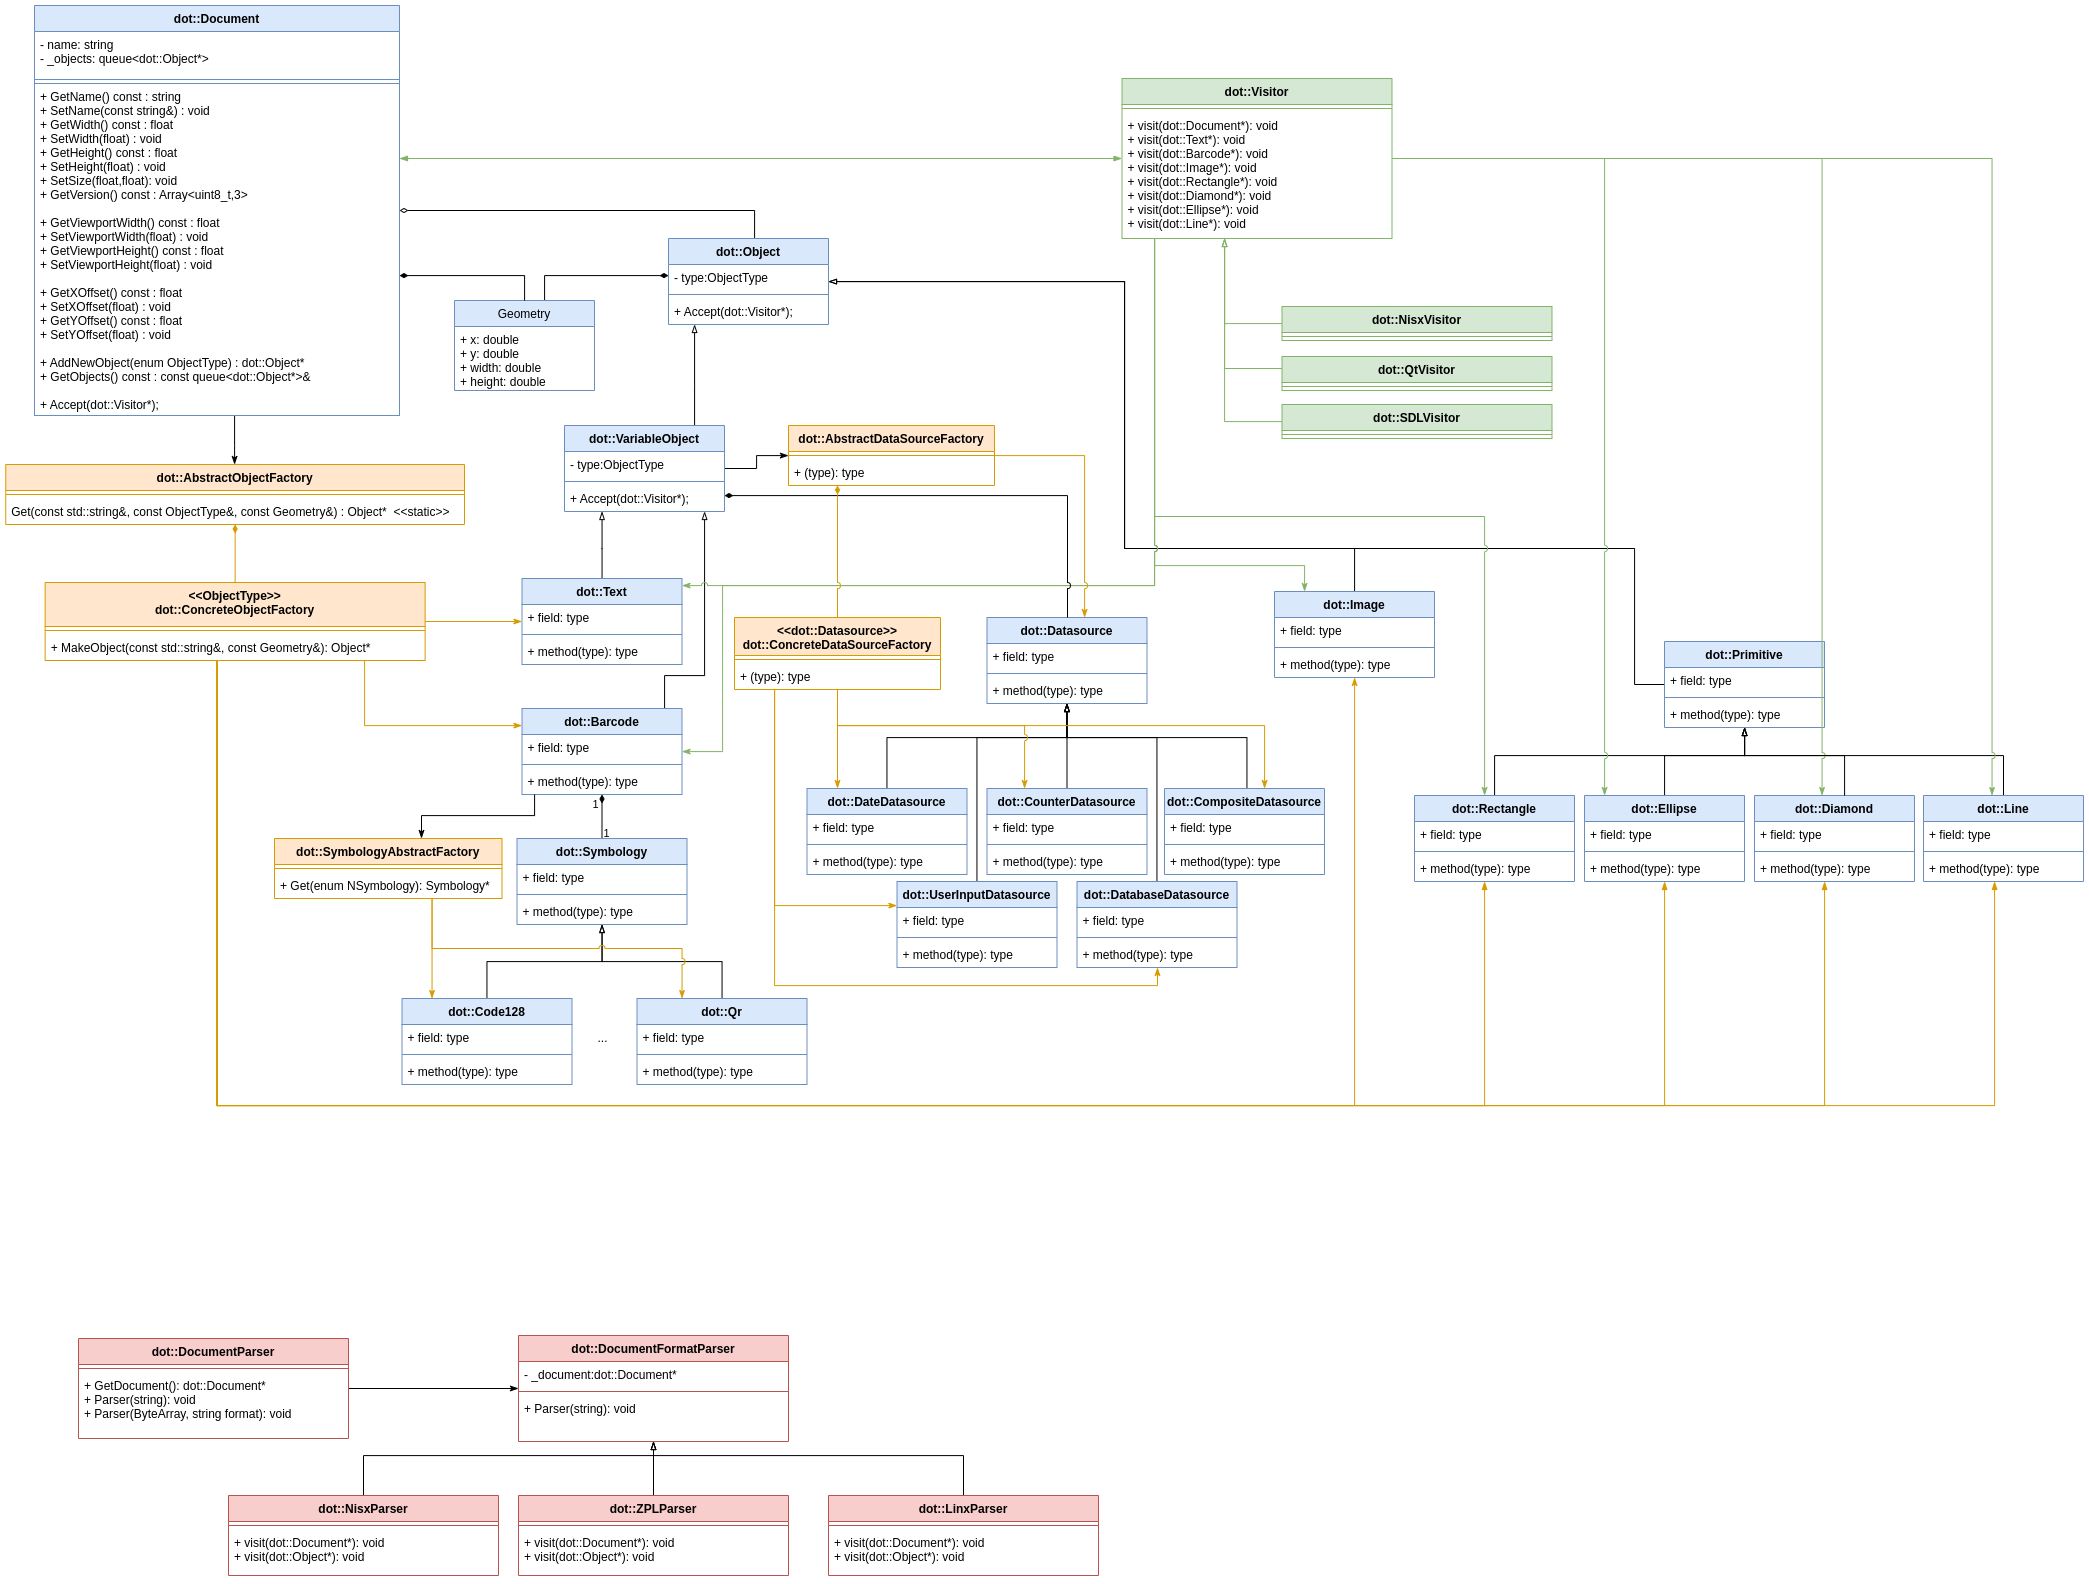 dot::Document
- name: string
- _objects: queue<dot::Object*>
+ GetName() const : string
+ SetName(const string&) : void
+ GetWidth() const : float
+ SetWidth(float) : void
+ GetHeight() const : float
+ SetHeight(float) : void
+ SetSize(float,float): void
+ GetVersion() const : Array<uint8_t,3>
+ GetViewportWidth() const : float
+ SetViewportWidth(float) : void
+ GetViewportHeight() const : float
+ SetViewportHeight(float) : void
+ GetXOffset() const : float
+ SetXOffset(float) : void
+ GetYOffset() const : float
+ SetYOffset(float) : void
+ AddNewObject(enum ObjectType) : dot::Object*
+ GetObjects() const : const queue<dot::Object*>&
+ Accept(dot::Visitor*);
dot::Visitor
+ visit(dot::Document*): void
+ visit(dot::Text*): void
+ visit(dot::Barcode*): void
+ visit(dot::Image*): void
+ visit(dot::Rectangle*): void
+ visit(dot::Diamond*): void
+ visit(dot::Ellipse*): void
+ visit(dot::Line*): void
dot::Object
- type:ObjectType
+ Accept(dot::Visitor*);
Geometry
+ x: double
+ y: double
+ width: double
+ height: double
dot::NisxVisitor
dot::QtVisitor
dot::SDLVisitor
dot::VariableObject
- type:ObjectType
+ Accept(dot::Visitor*);
dot::AbstractDataSourceFactory
+ (type): type
dot::AbstractObjectFactory
Get(const std::string&, const ObjectType&, const Geometry&) : Object*  <<static>>
<<ObjectType>>
dot::ConcreteObjectFactory
+ MakeObject(const std::string&, const Geometry&): Object*
dot::Text
+ field: type
+ method(type): type
<<dot::Datasource>>
dot::ConcreteDataSourceFactory
+ (type): type
dot::Datasource
+ field: type
+ method(type): type
dot::Image
+ field: type
+ method(type): type
dot::Primitive
+ field: type
+ method(type): type
dot::Barcode
+ field: type
+ method(type): type
1
1
dot::DateDatasource
+ field: type
+ method(type): type
dot::CounterDatasource
+ field: type
+ method(type): type
dot::CompositeDatasource
+ field: type
+ method(type): type
dot::Rectangle
+ field: type
+ method(type): type
dot::Ellipse
+ field: type
+ method(type): type
dot::Diamond
+ field: type
+ method(type): type
dot::Line
+ field: type
+ method(type): type
dot::SymbologyAbstractFactory
+ Get(enum NSymbology): Symbology*
dot::Symbology
+ field: type
+ method(type): type
dot::UserInputDatasource
+ field: type
+ method(type): type
dot::DatabaseDatasource
+ field: type
+ method(type): type
dot::Code128
+ field: type
+ method(type): type
...
dot::Qr
+ field: type
+ method(type): type
dot::DocumentParser
+ GetDocument(): dot::Document*
+ Parser(string): void
+ Parser(ByteArray, string format): void
dot::DocumentFormatParser
- _document:dot::Document*
+ Parser(string): void
dot::NisxParser
+ visit(dot::Document*): void
+ visit(dot::Object*): void
dot::ZPLParser
+ visit(dot::Document*): void
+ visit(dot::Object*): void
dot::LinxParser
+ visit(dot::Document*): void
+ visit(dot::Object*): void